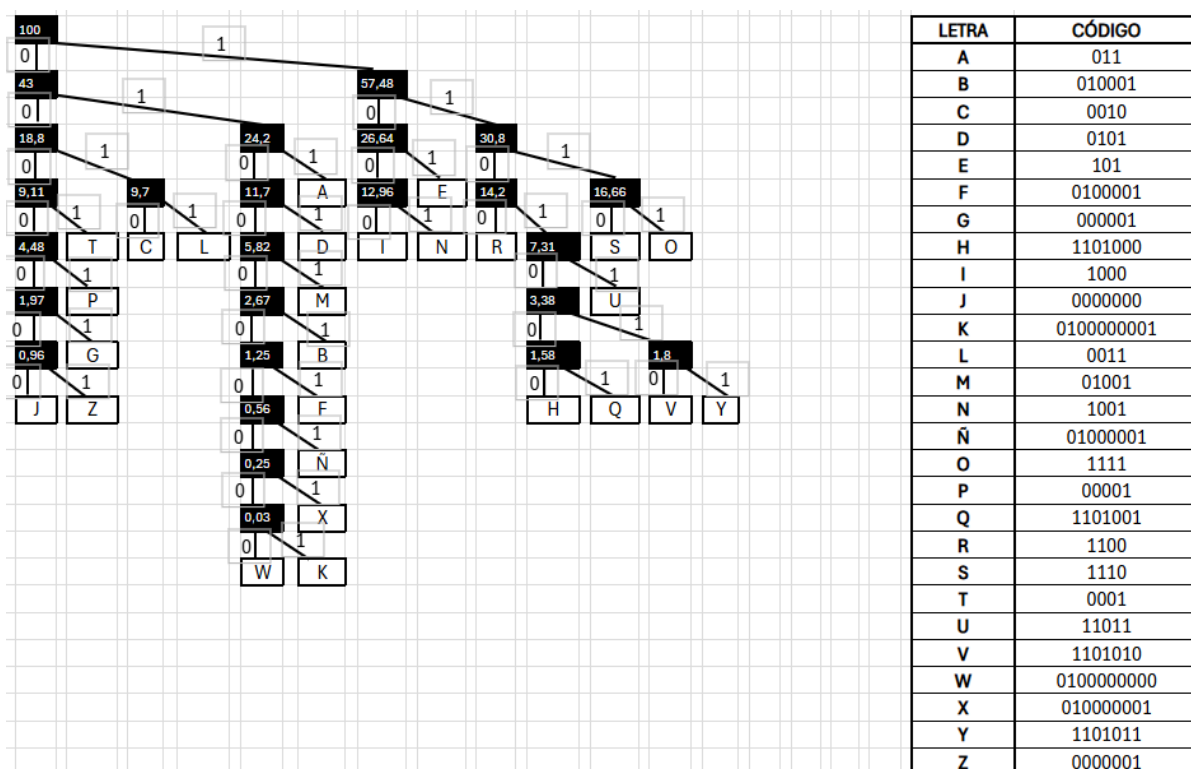 100
0 1
43 57,48
0 1 0 1
18,8 24,2 26,64 30,8
0 1 0 1 0 1 0 1
9,11 9,7 11,7 A 12,96 E 14,2 16,66
0 1 0 1 0 1 0 1 0 1 0 1
4,48 T C L 5,82 D I N R 7,31 S O
0 1 0 1 0 1
1,97 P 2,67 M 3,38 U
0 1 0 1 0 1
0,96 G 1,25 B 1,58 1,8
0 1 0 1 0 1 0 1
J Z 0,56 F H Q V Y
0 1
0,25 Ñ
0 1
0,03 X
0 1
W K
LETRA CÓDIGO
A 011
B 010001
C 0010
D 0101
E 101
F 0100001
G 000001
H 1101000
I 1000
J 0000000
K 0100000001
L 0011
M 01001
N 1001
Ñ 01000001
O 1111
P 00001
Q 1101001
R 1100
S 1110
T 0001
U 11011
V 1101010
W 0100000000
X 010000001
Y 1101011
Z 0000001